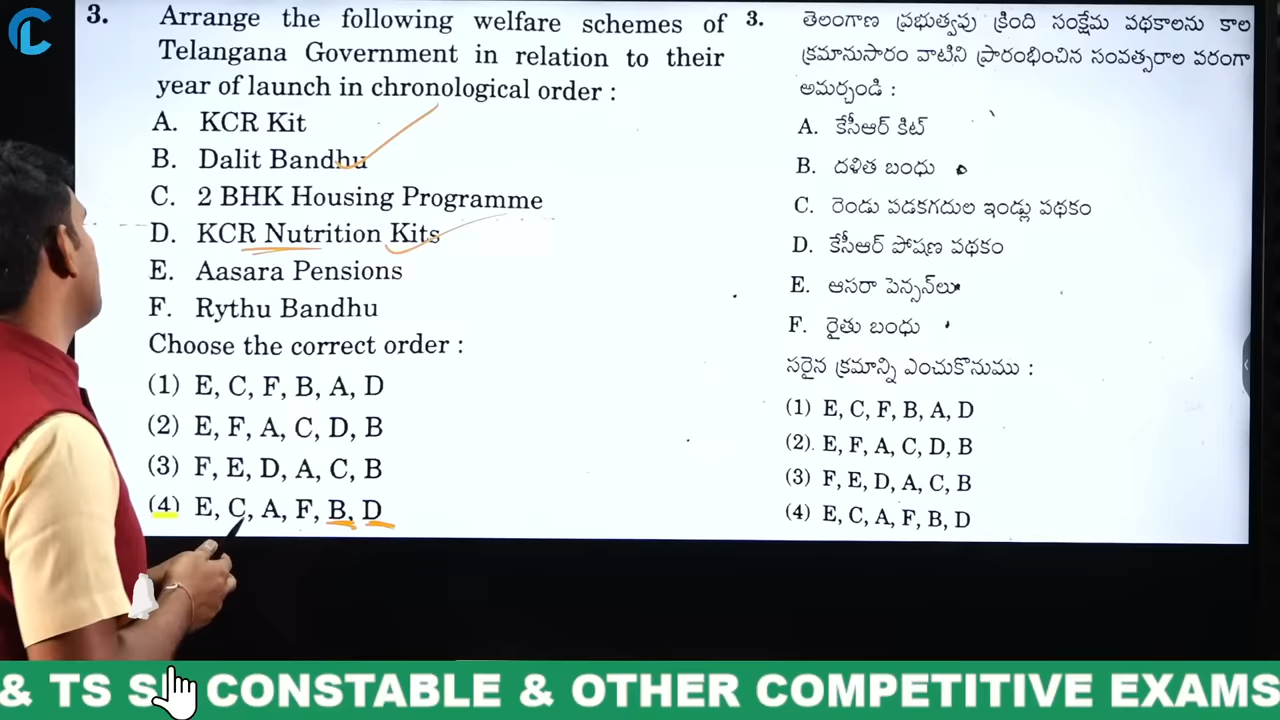 3. Arrange the following welfare schemes of
Telangana Government in relation to their
year of launch in chronological order :
A. KCR Kit
B. Dalit Bandhu
C. 2 BHK Housing Programme
D. KCR Nutrition Kits
E. Aasara Pensions
F. Rythu Bandhu
Choose the correct order :
(1) E, C, F, B, A, D
(2) E, F, A, C, D, B
(3) F, E, D, A, C, B
(4) E, C, A, F, B, D
3. తెలంగాణ ప్రభుత్వపు క్రింది సంక్షేమ పథకాలను కాల
క్రమానుసారం వాటిని ప్రారంభించిన సంవత్సరాల వరంగా
అమర్చండి :
A. కేసీఆర్ కిట్
B. దళిత బంధు
C. రెండు పడకగదుల ఇండ్లు పథకం
D. కేసీఆర్ పోషణ పథకం
E. ఆసరా పెన్సన్‌లు
F. రైతు బంధు
సరైన క్రమాన్ని ఎంచుకొనుము :
(1) E, C, F, B, A, D
(2). E, F, A, C, D, B
(3) F, E, D, A, C, B
(4) E, C, A, F, B, D
& TS SI CONSTABLE & OTHER COMPETITIVE EXAMS